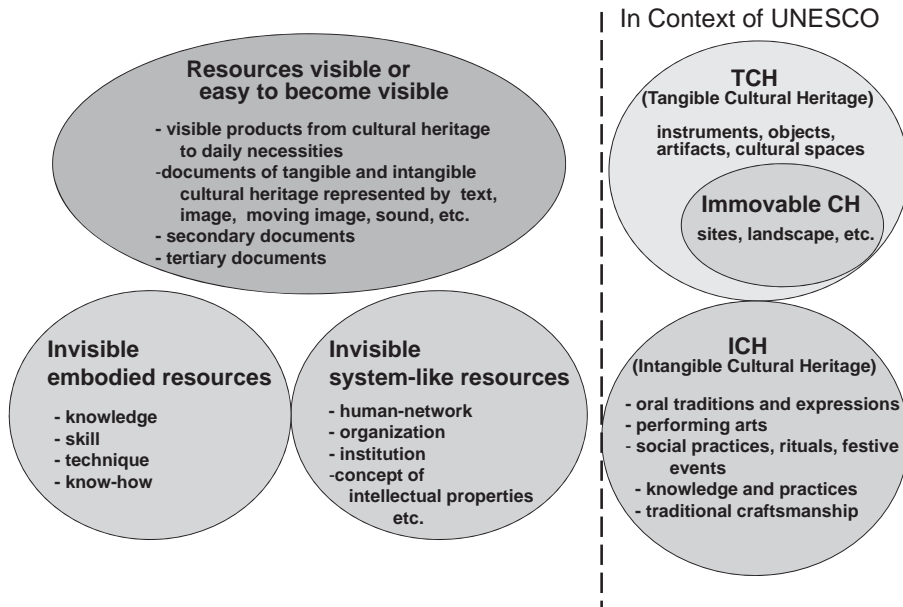 In Context of UNESCO
Resources visible or
easy to become visible
- visible products from cultural heritage
to daily necessities
-documents of tangible and intangible
cultural heritage represented by text,
image, moving image, sound, etc.
- secondary documents
- tertiary documents
TCH
(Tangible Cultural Heritage)
instruments, objects,
artifacts, cultural spaces
Immovable CH
sites, landscape, etc.
Invisible
embodied resources
- knowledge
- skill
- technique
- know-how
Invisible
system-like resources
- human-network
- organization
- institution
-concept of
intellectual properties
etc.
ICH
(Intangible Cultural Heritage)
- oral traditions and expressions
- performing arts
- social practices, rituals, festive
events
- knowledge and practices
- traditional craftsmanship